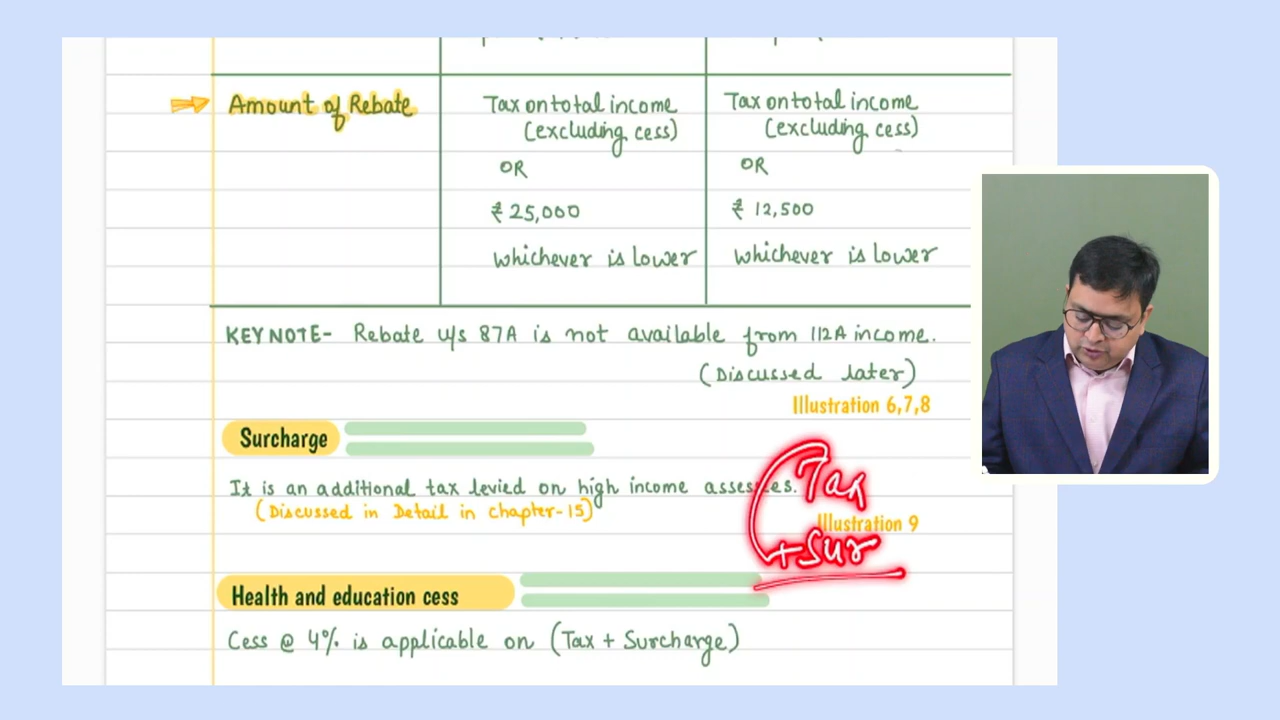 Amount of Rebate
Tax on total income
(excluding cess)
OR
₹ 25,000
whichever is lower
Tax on total income
(excluding cess)
OR
₹ 12,500
whichever is lower
KEY NOTE- Rebate u/s 87A is not available from 112A income.
(Discussed later)
Illustration 6,7,8
Surcharge
It is an additional tax levied on high income assessees.
(Discussed in Detail in chapter-15)
Tax
Illustration 9
+ Sur
Health and education cess
Cess @ 4% is applicable on (Tax + Surcharge)